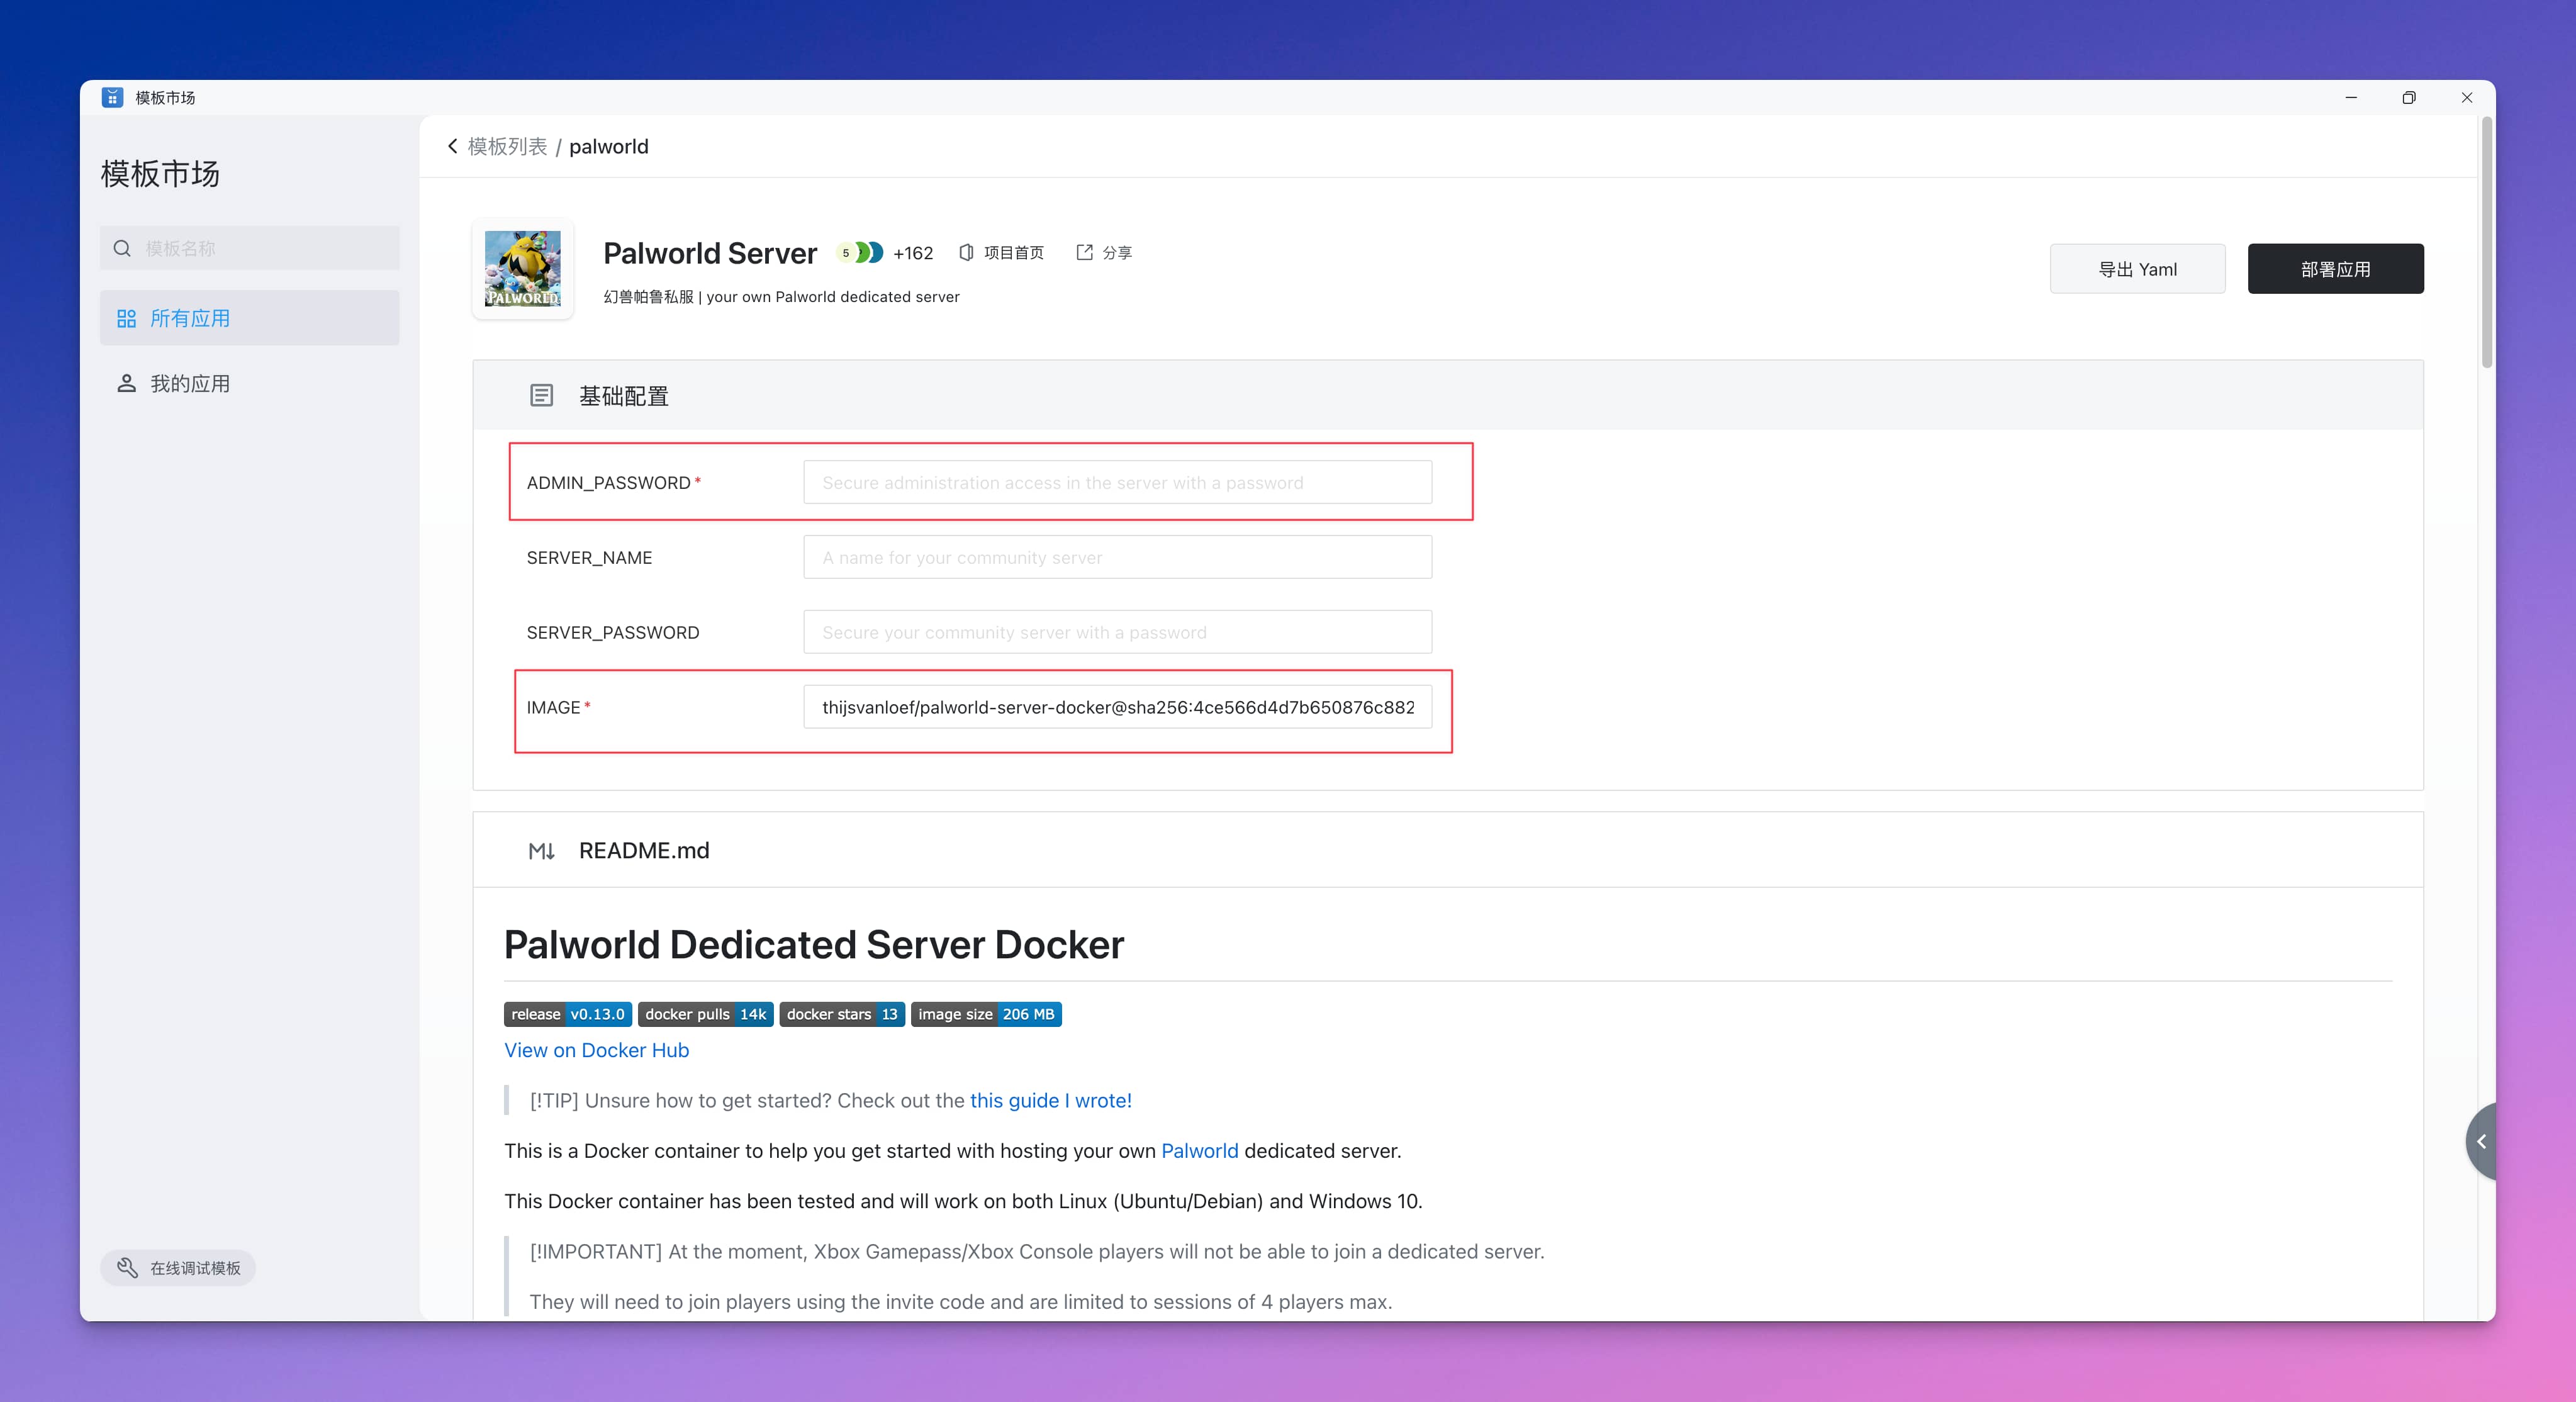 模板市场
模板市场
模板名称
所有应用
我的应用
在线调试模板
模板列表 / palworld
PALWORLD
Palworld Server
5
+162
项目首页
分享
幻兽帕鲁私服 | your own Palworld dedicated server
导出 Yaml
部署应用
基础配置
ADMIN_PASSWORD* Secure administration access in the server with a password
SERVER_NAME A name for your community server
SERVER_PASSWORD Secure your community server with a password
IMAGE* thijsvanloef/palworld-server-docker@sha256:4ce566d4d7b650876c882
README.md
Palworld Dedicated Server Docker
release v0.13.0 docker pulls 14k docker stars 13 image size 206 MB
View on Docker Hub
[!TIP] Unsure how to get started? Check out the this guide I wrote!
This is a Docker container to help you get started with hosting your own Palworld dedicated server.
This Docker container has been tested and will work on both Linux (Ubuntu/Debian) and Windows 10.
[!IMPORTANT] At the moment, Xbox Gamepass/Xbox Console players will not be able to join a dedicated server.
They will need to join players using the invite code and are limited to sessions of 4 players max.